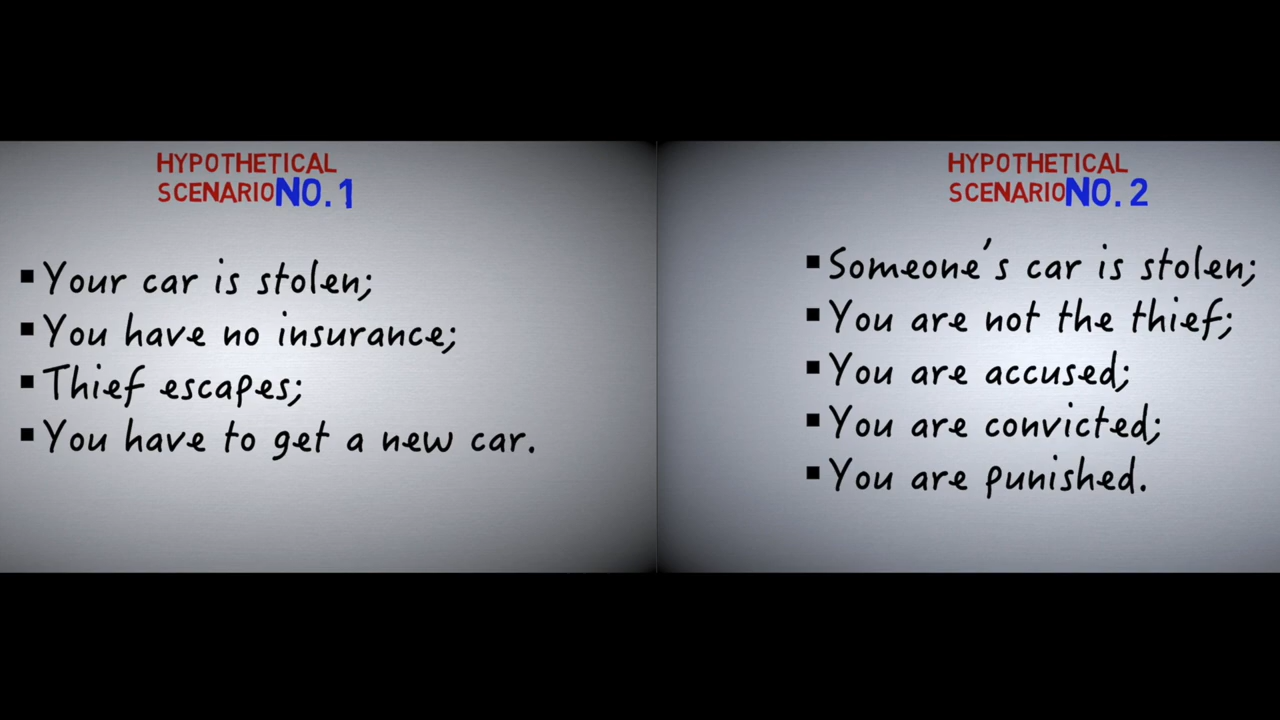 HYPOTHETICAL
SCENARIO NO. 1
▪Your car is stolen;
▪You have no insurance;
▪Thief escapes;
▪You have to get a new car.
HYPOTHETICAL
SCENARIO NO. 2
▪Someone's car is stolen;
▪You are not the thief;
▪You are accused;
▪You are convicted;
▪You are punished.